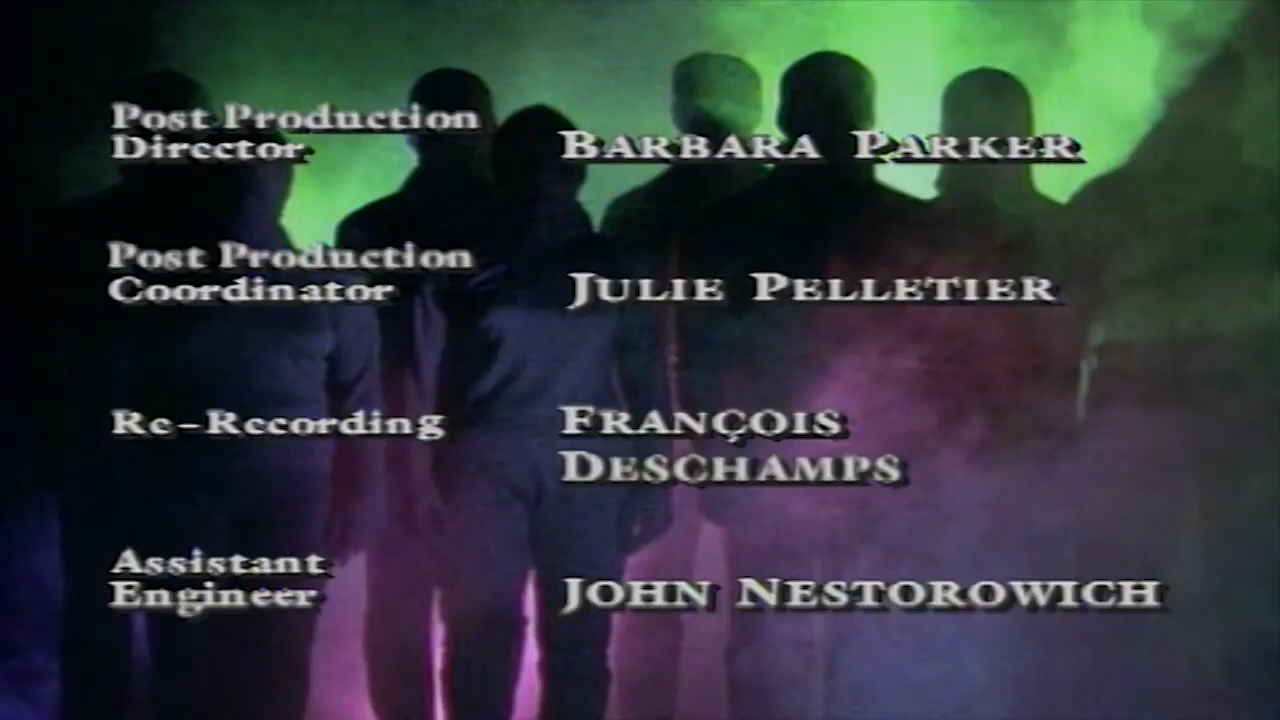 Post Production
Director BARBARA PARKER
Post Production
Coordinator JULIE PELLETIER
Re-Recording FRANÇOIS
DESCHAMPS
Assistant
Engineer JOHN NESTOROWICH